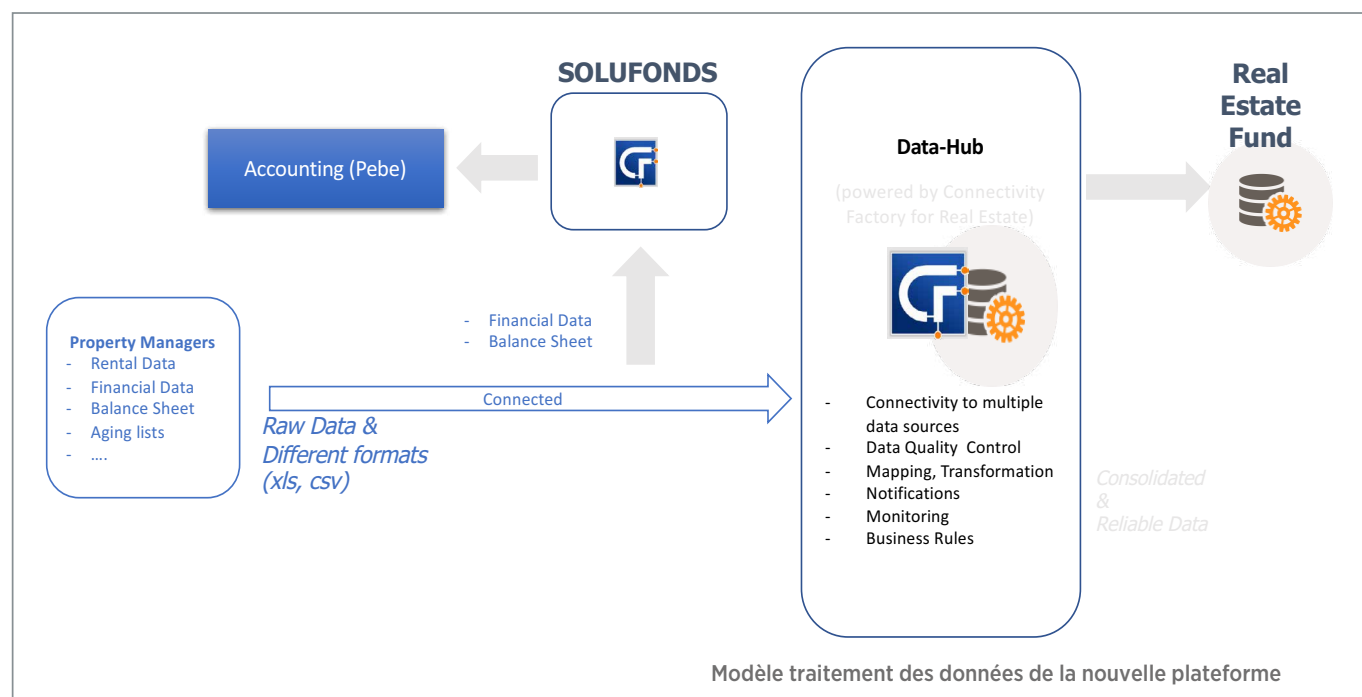 SOLUFONDS
Accounting (Pebe)
Property Managers
- Rental Data
- Financial Data
- Balance Sheet
- Aging lists
- ....
- Financial Data
- Balance Sheet
Connected
Raw Data &
Different formats
(xls, csv)
Data-Hub
(powered by Connectivity
Factory for Real Estate)
- Connectivity to multiple
data sources
- Data Quality Control
- Mapping, Transformation
- Notifications
- Monitoring
- Business Rules
Real
Estate
Fund
Consolidated
&
Reliable Data
Modèle traitement des données de la nouvelle plateforme